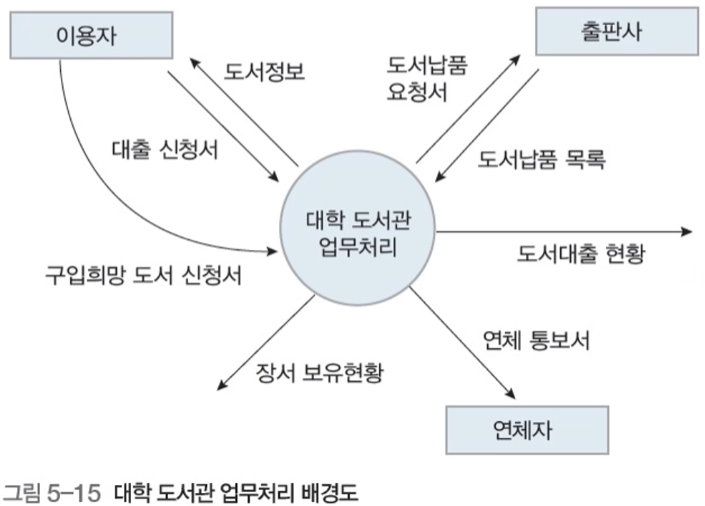 이용자
출판사
도서정보
도서납품
요청서
대출 신청서
도서납품 목록
대학 도서관
업무처리
도서대출 현황
구입희망 도서 신청서
연체 통보서
장서 보유현황
연체자
그림 5-15 대학 도서관 업무처리 배경도